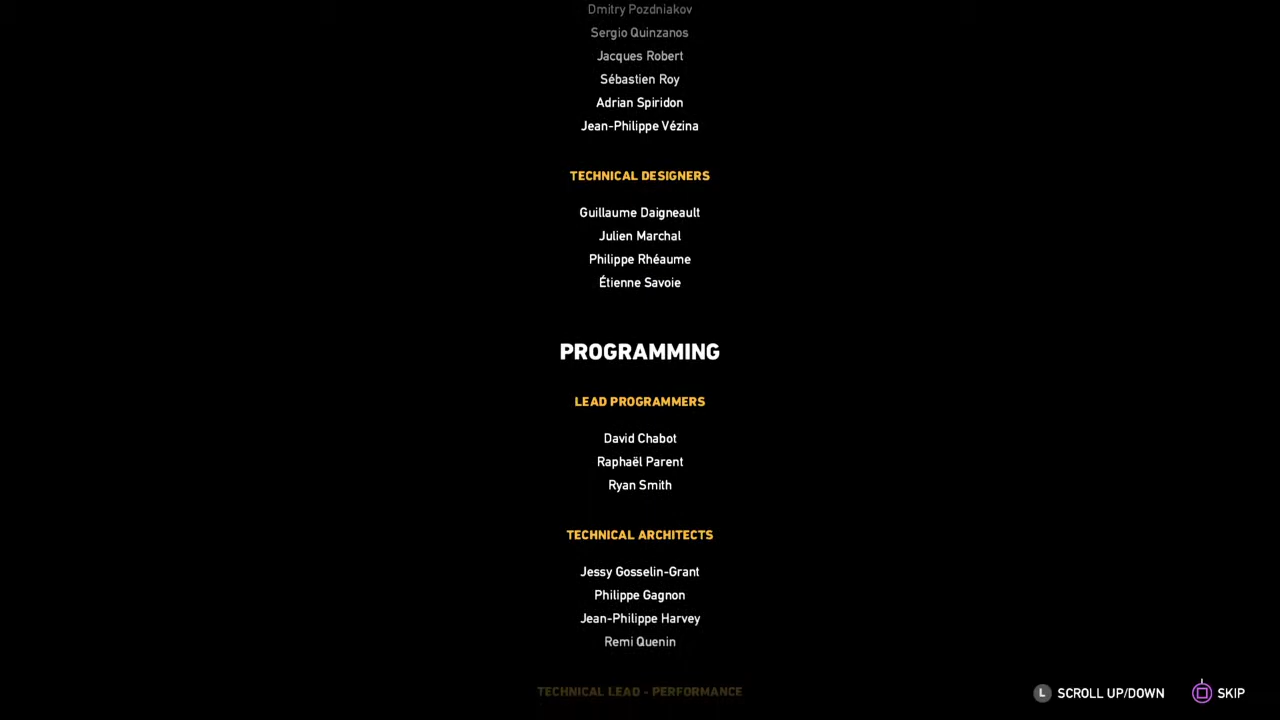 Dmitry Pozdniakov
Sergio Quinzanos
Jacques Robert
Sébastien Roy
Adrian Spiridon
Jean-Philippe Vézina
TECHNICAL DESIGNERS
Guillaume Daigneault
Julien Marchal
Philippe Rhéaume
Étienne Savoie
PROGRAMMING
LEAD PROGRAMMERS
David Chabot
Raphaël Parent
Ryan Smith
TECHNICAL ARCHITECTS
Jessy Gosselin-Grant
Philippe Gagnon
Jean-Philippe Harvey
Remi Quenin
TECHNICAL LEAD - PERFORMANCE
L SCROLL UP/DOWN SKIP